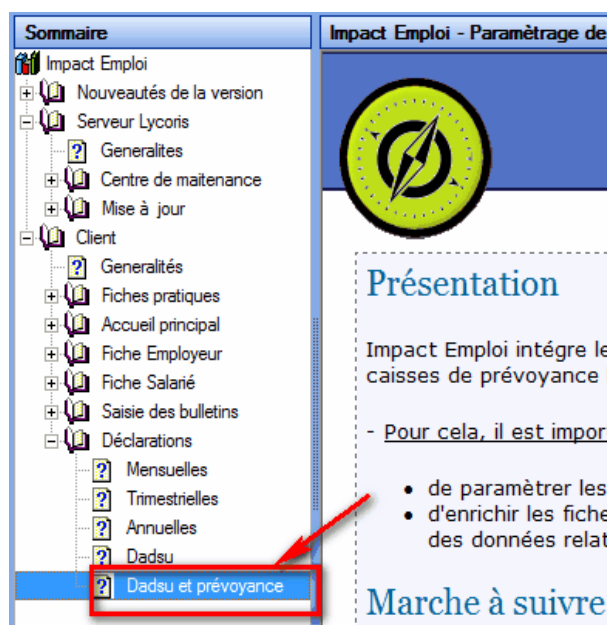 Sommaire
Impact Emploi
Nouveautés de la version
Serveur Lycoris
Generalites
Centre de maitenance
Mise à jour
Client
Generalités
Fiches pratiques
Accueil principal
Fiche Employeur
Fiche Salarié
Saisie des bulletins
Déclarations
Mensuelles
Trimestrielles
Annuelles
Dadsu
Dadsu et prévoyance
Impact Emploi - Paramètrage de
Présentation
Impact Emploi intégre le
caisses de prévoyance
- Pour cela, il est impor
• de paramètrer les
• d'enrichir les fiche
des données relat
Marche à suivre